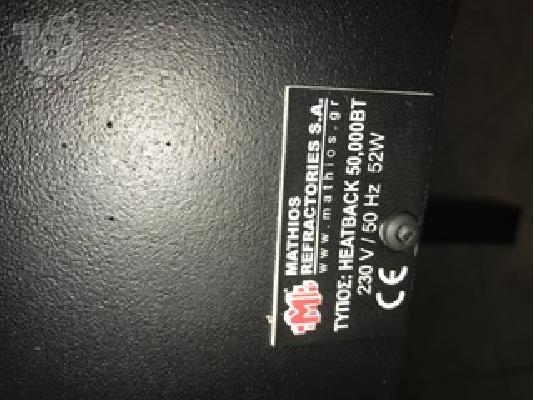 MATHIOS
REFRACTORIES S.A.
www.mathios.gr
ΤΥΠΟΣ: HEATBACK 50,000BT
230 V / 50 Hz 52W
CE